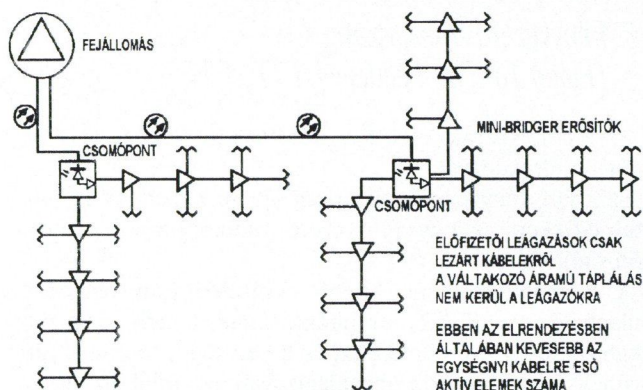 FEJÁLLOMÁS
MINI-BRIDGER ERŐSÍTŐK
CSOMÓPONT
CSOMÓPONT
ELŐFIZETŐI LEÁGAZÁSOK CSAK
LEZÁRT KÁBELEKRŐL
A VÁLTAKOZÓ ÁRAMÚ TÁPLÁLÁS
NEM KERÜL A LEÁGAZÓKRA
EBBEN AZ ELRENDEZÉSBEN
ÁLTALÁBAN KEVESEBB AZ
EGYSÉGNYI KÁBELRE ESŐ
AKTÍV ELEMEK SZÁMA